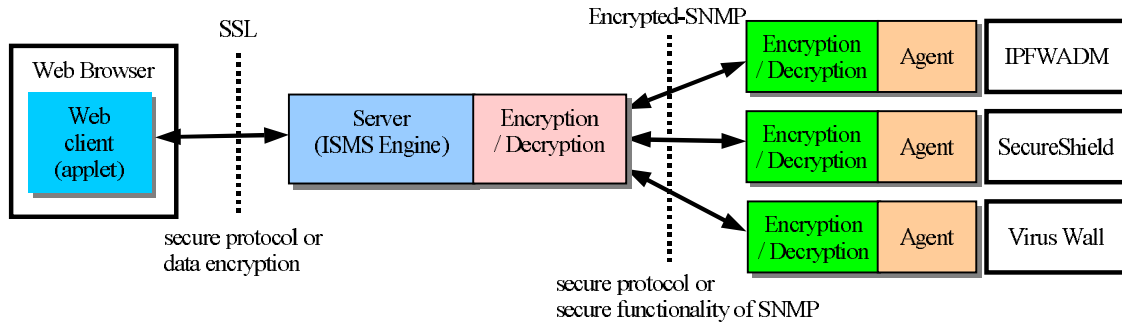 SSL
Encrypted-SNMP
Web Browser
Web
client
(applet)
Server
(ISMS Engine)
Encryption
/ Decryption
Encryption
/ Decryption
Agent
IPFWADM
Encryption
/ Decryption
Agent
SecureShield
Encryption
/ Decryption
Agent
Virus Wall
secure protocol or
data encryption
secure protocol or
secure functionality of SNMP